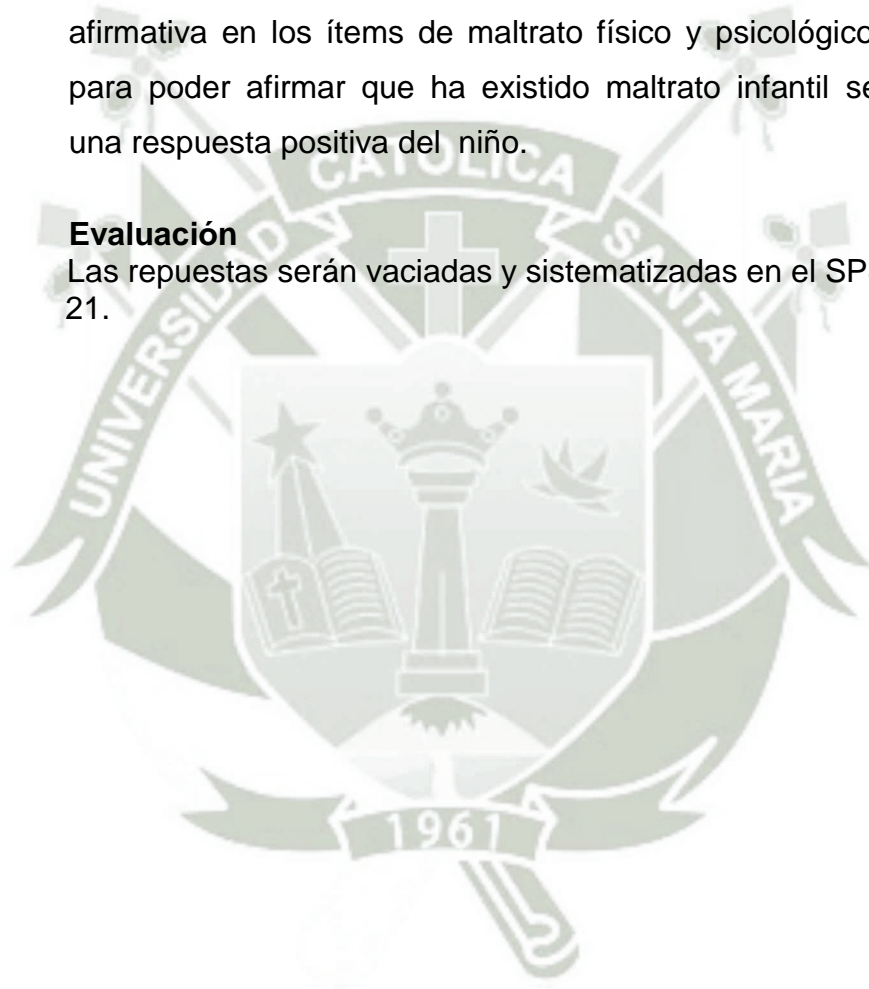 afirmativa en los ítems de maltrato físico y psicológico
para poder afirmar que ha existido maltrato infantil se
una respuesta positiva del niño.
Evaluación
Las repuestas serán vaciadas y sistematizadas en el SP
21.
UNIVERSIDAD CATOLICA SANTA MARIA
1961